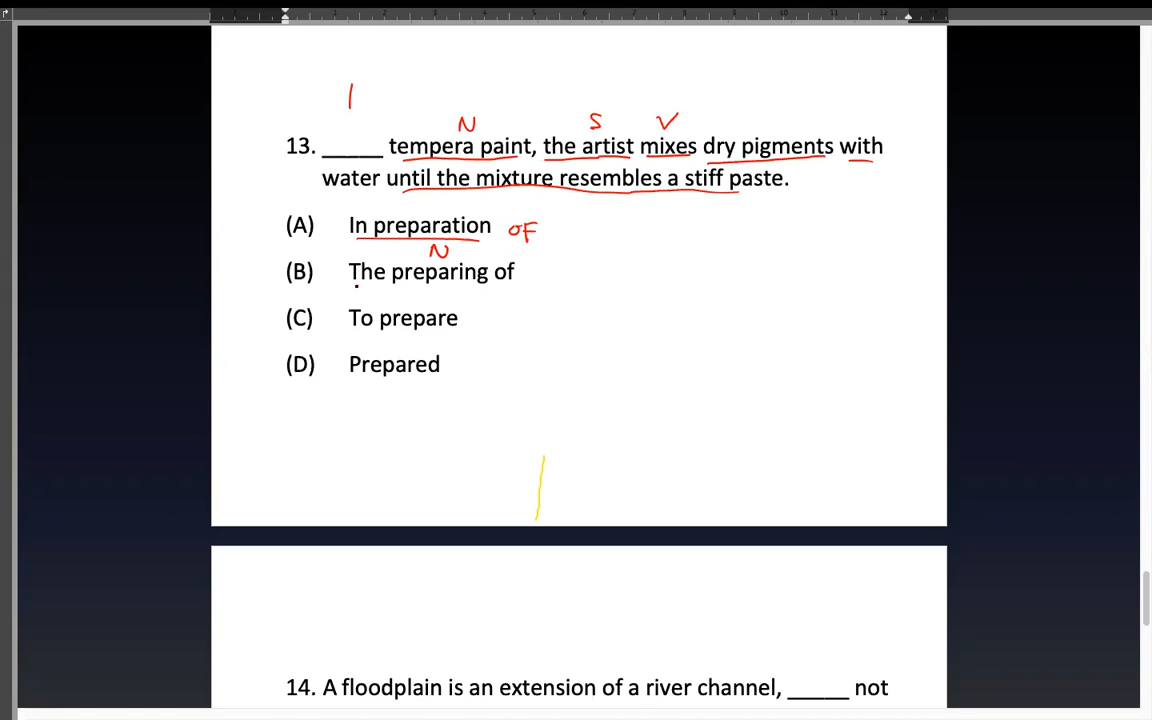 I
N S V
13. _____ tempera paint, the artist mixes dry pigments with
water until the mixture resembles a stiff paste.
(A) In preparation OF
N
(B) The preparing of
(C) To prepare
(D) Prepared
14. A floodplain is an extension of a river channel, _____ not